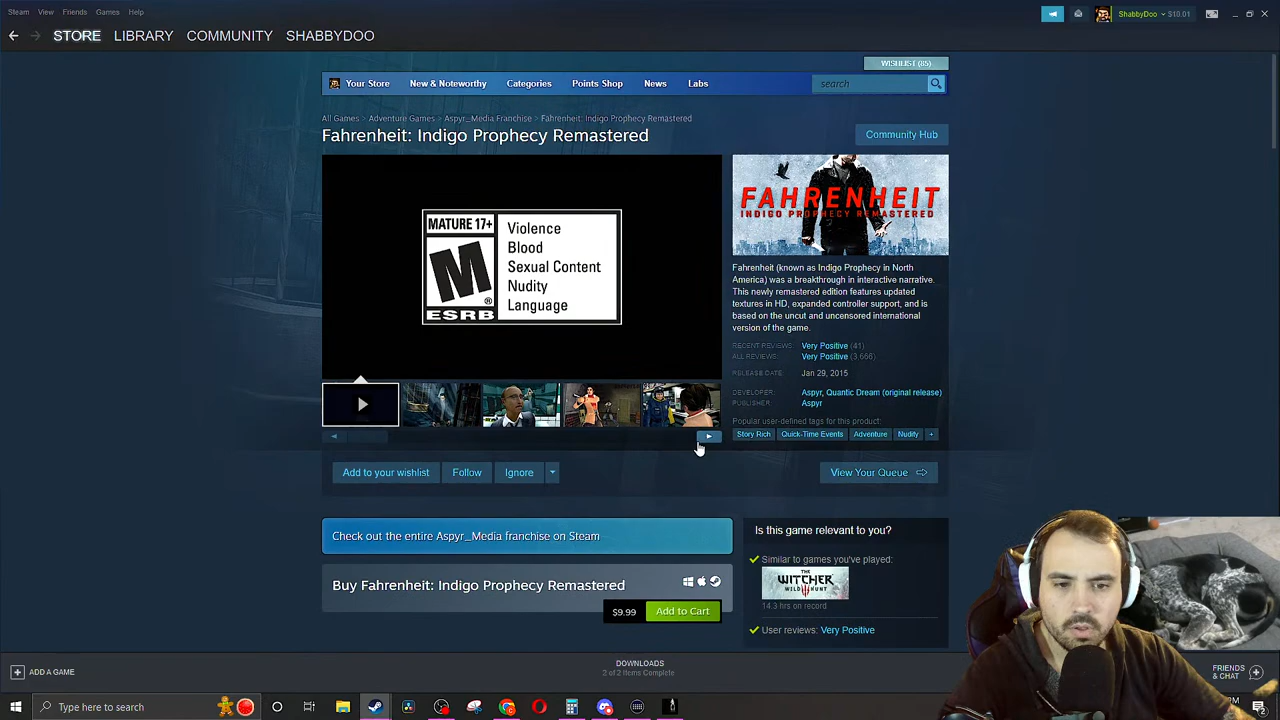 Steam View Friends Games Help
ShabbyDoo $18.01
STORE LIBRARY COMMUNITY SHABBYDOO
WISHLIST (85)
Your Store New & Noteworthy Categories Points Shop News Labs search
All Games > Adventure Games > Aspyr_Media Franchise > Fahrenheit: Indigo Prophecy Remastered
Fahrenheit: Indigo Prophecy Remastered
Community Hub
MATURE 17+
M
ESRB
Violence
Blood
Sexual Content
Nudity
Language
FAHRENHEIT
INDIGO PROPHECY REMASTERED
Fahrenheit (known as Indigo Prophecy in North
America) was a breakthrough in interactive narrative.
This newly remastered edition features updated
textures in HD, expanded controller support, and is
based on the uncut and uncensored international
version of the game.
RECENT REVIEWS: Very Positive (41)
ALL REVIEWS: Very Positive (3,666)
RELEASE DATE: Jan 29, 2015
DEVELOPER: Aspyr, Quantic Dream (original release)
PUBLISHER: Aspyr
Popular user-defined tags for this product:
Story Rich Quick-Time Events Adventure Nudity +
Add to your wishlist Follow Ignore
View Your Queue
Check out the entire Aspyr_Media franchise on Steam
Buy Fahrenheit: Indigo Prophecy Remastered
$9.99 Add to Cart
Is this game relevant to you?
Similar to games you've played:
THE WITCHER
WILD HUNT
14.3 hrs on record
User reviews: Very Positive
ADD A GAME
DOWNLOADS
2 of 2 Items Complete
FRIENDS
& CHAT
Type here to search